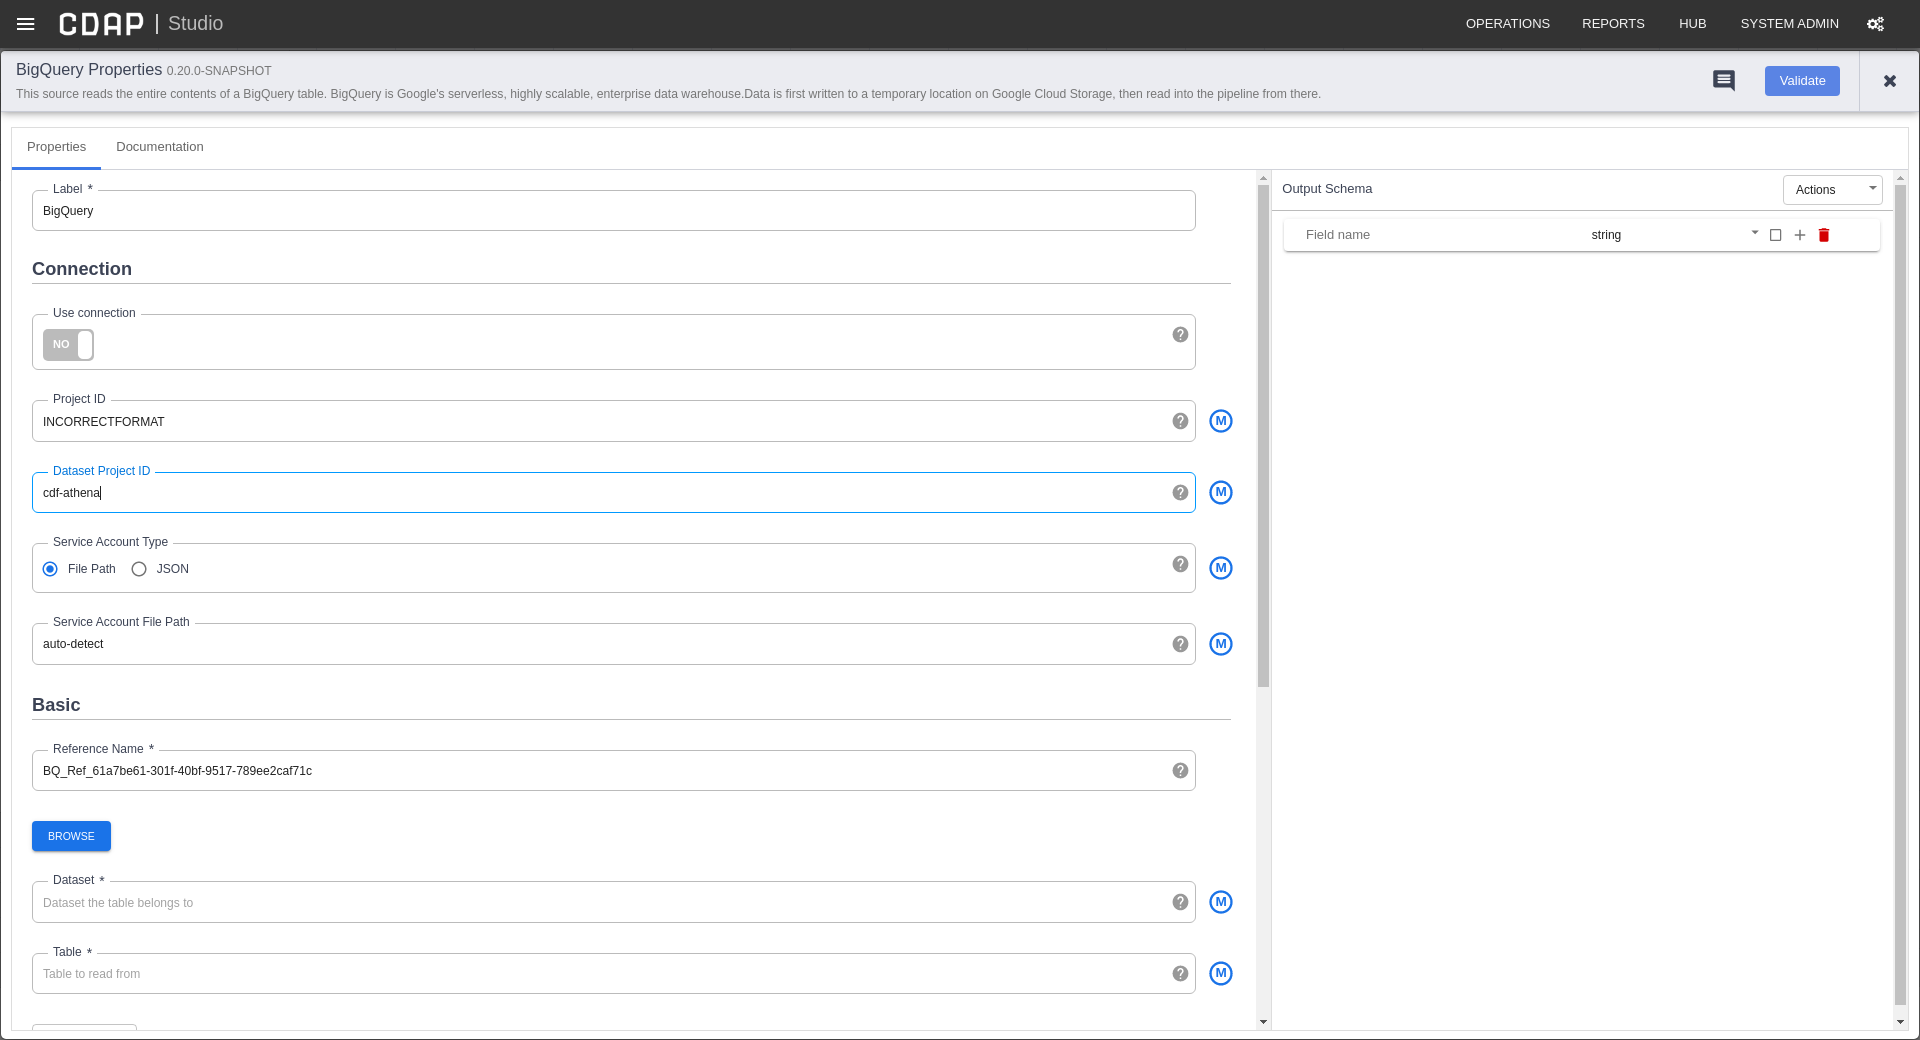 CDAP | Studio
OPERATIONS REPORTS HUB SYSTEM ADMIN
BigQuery Properties 0.20.0-SNAPSHOT
This source reads the entire contents of a BigQuery table. BigQuery is Google's serverless, highly scalable, enterprise data warehouse.Data is first written to a temporary location on Google Cloud Storage, then read into the pipeline from there.
Validate
Properties Documentation
Label *
BigQuery
Connection
Use connection
NO
Project ID
INCORRECTFORMAT
M
Dataset Project ID
cdf-athena
M
Service Account Type
File Path JSON
M
Service Account File Path
auto-detect
M
Basic
Reference Name *
BQ_Ref_61a7be61-301f-40bf-9517-789ee2caf71c
BROWSE
Dataset *
Dataset the table belongs to
M
Table *
Table to read from
M
Output Schema
Actions
Field name string